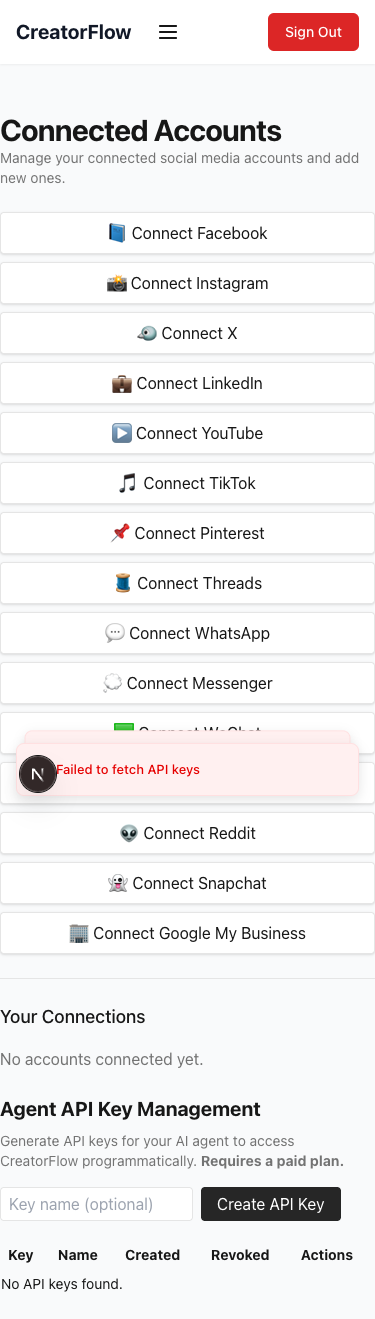 CreatorFlow
Sign Out
Connected Accounts
Manage your connected social media accounts and add
new ones.
Connect Facebook
Connect Instagram
Connect X
Connect LinkedIn
Connect YouTube
Connect TikTok
Connect Pinterest
Connect Threads
Connect WhatsApp
Connect Messenger
Connect WeChat
N
Failed to fetch API keys
Connect Reddit
Connect Snapchat
Connect Google My Business
Your Connections
No accounts connected yet.
Agent API Key Management
Generate API keys for your AI agent to access
CreatorFlow programmatically. Requires a paid plan.
Key name (optional)
Create API Key
Key Name Created Revoked Actions
No API keys found.